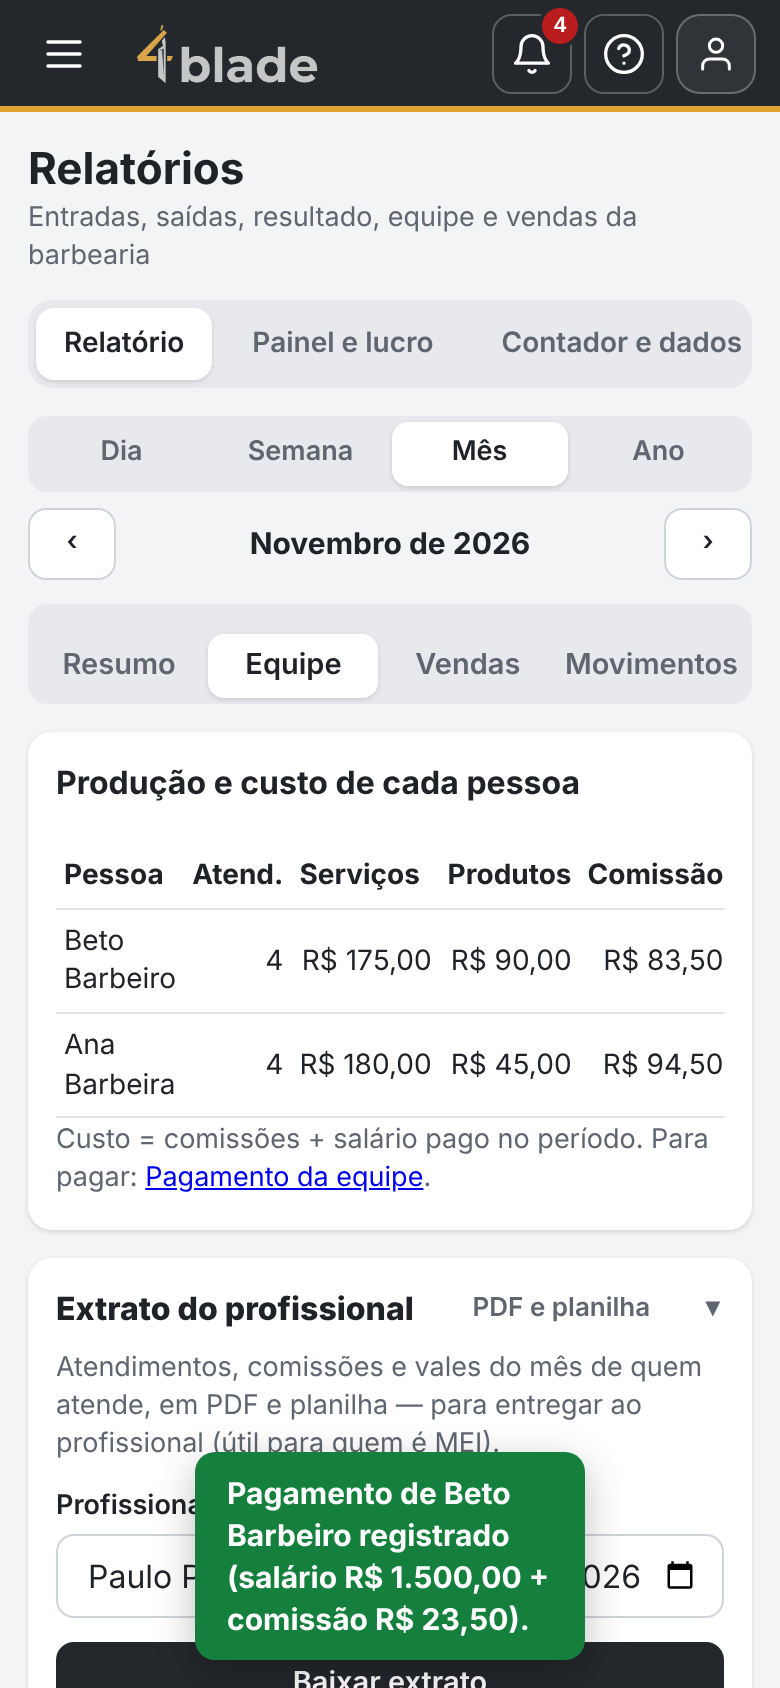 4blade
4
Relatórios
Entradas, saídas, resultado, equipe e vendas da
barbearia
Relatório Painel e lucro Contador e dados
Dia Semana Mês Ano
‹ Novembro de 2026 ›
Resumo Equipe Vendas Movimentos
Produção e custo de cada pessoa
Pessoa Atend. Serviços Produtos Comissão
Beto
Barbeiro 4 R$ 175,00 R$ 90,00 R$ 83,50
Ana
Barbeira 4 R$ 180,00 R$ 45,00 R$ 94,50
Custo = comissões + salário pago no período. Para
pagar: Pagamento da equipe.
Extrato do profissional PDF e planilha ▼
Atendimentos, comissões e vales do mês de quem
atende, em PDF e planilha — para entregar ao
profissional (útil para quem é MEI).
Pagamento de Beto
Barbeiro registrado
(salário R$ 1.500,00 +
comissão R$ 23,50).
Paulo
Baixar extrato